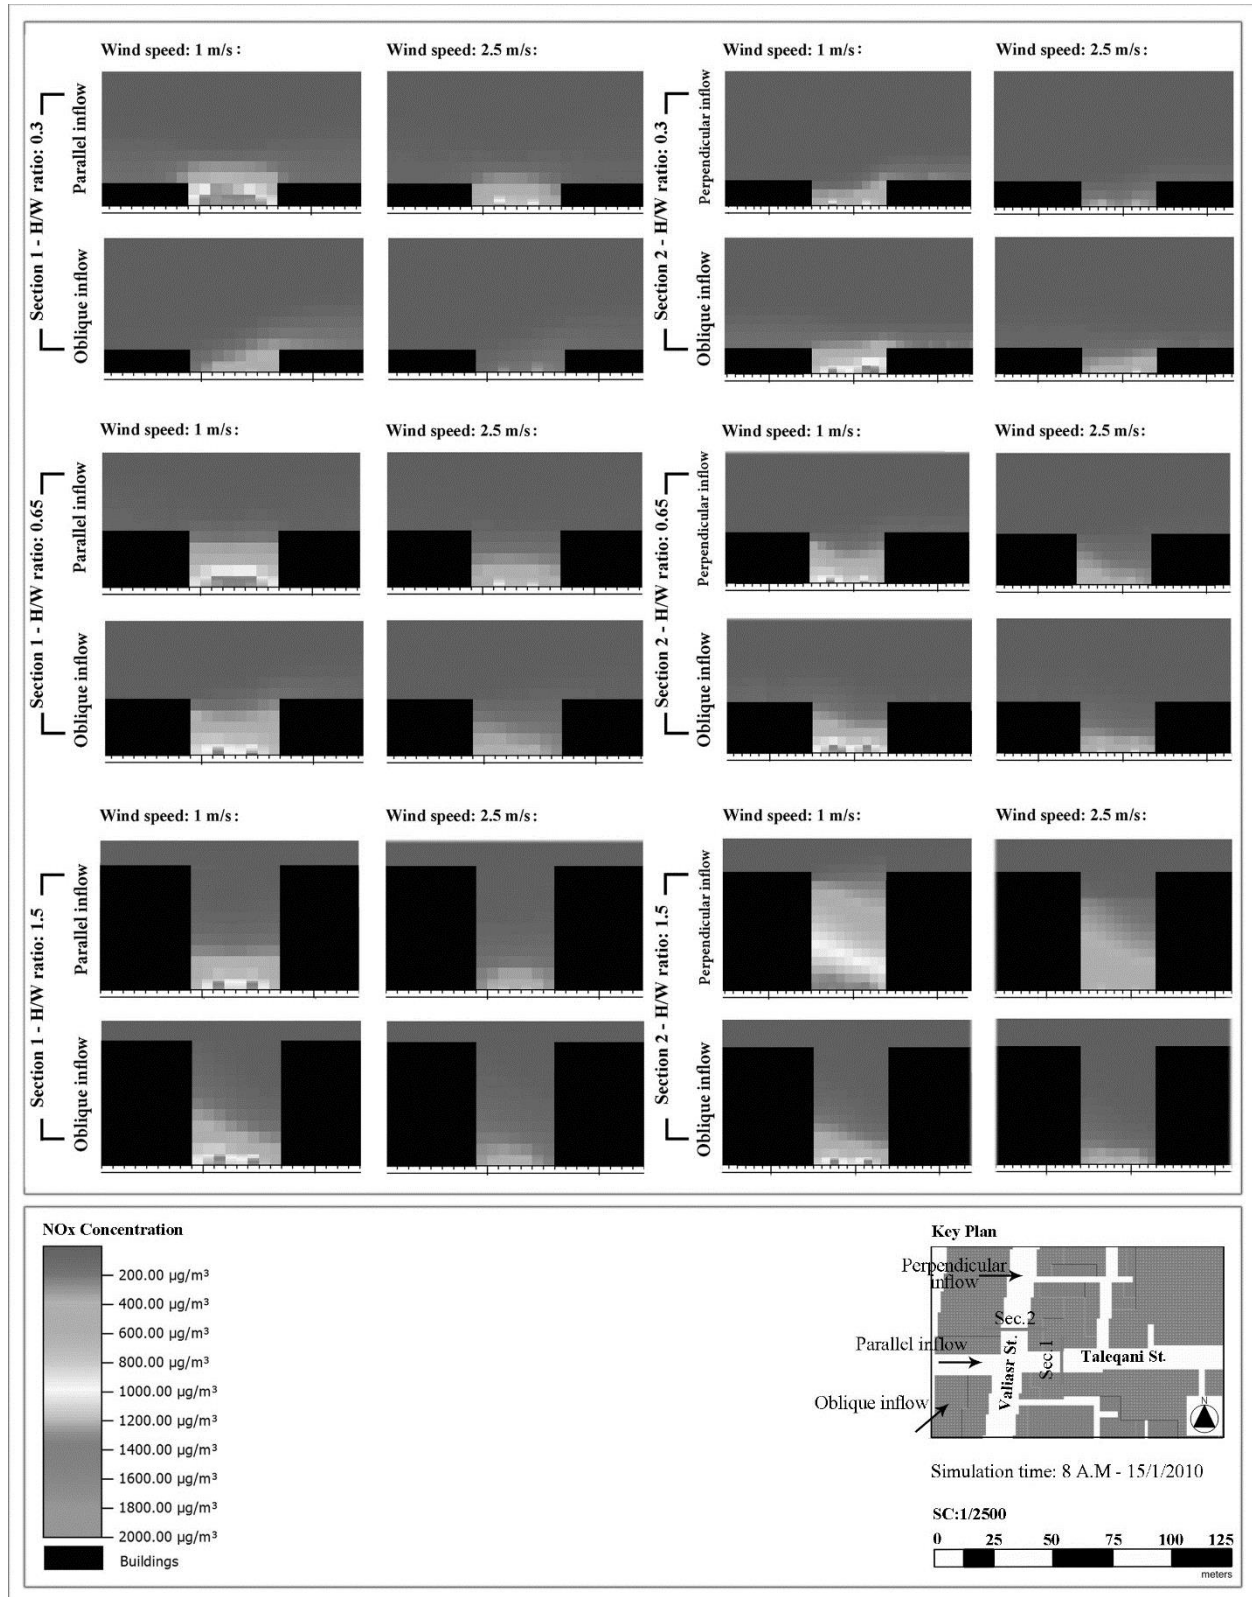 Wind speed: 1 m/s:
Wind speed: 2.5 m/s:
Wind speed: 1 m/s:
Wind speed: 2.5 m/s:
Section 1 - H/W ratio: 0.3
Parallel inflow
Oblique inflow
Section 2 - H/W ratio: 0.3
Perpendicular inflow
Oblique inflow
Wind speed: 1 m/s:
Wind speed: 2.5 m/s:
Wind speed: 1 m/s:
Wind speed: 2.5 m/s:
Section 1 - H/W ratio: 0.65
Parallel inflow
Oblique inflow
Section 2 - H/W ratio: 0.65
Perpendicular inflow
Oblique inflow
Wind speed: 1 m/s:
Wind speed: 2.5 m/s:
Wind speed: 1 m/s:
Wind speed: 2.5 m/s:
Section 1 - H/W ratio: 1.5
Parallel inflow
Oblique inflow
Section 2 - H/W ratio: 1.5
Perpendicular inflow
Oblique inflow
NOx Concentration
200.00 µg/m³
400.00 µg/m³
600.00 µg/m³
800.00 µg/m³
1000.00 µg/m³
1200.00 µg/m³
1400.00 µg/m³
1600.00 µg/m³
1800.00 µg/m³
2000.00 µg/m³
Buildings
Key Plan
Perpendicular
inflow
Sec.2
Parallel inflow
Valiasr St.
Sec.1
Taleqani St.
Oblique inflow
N
Simulation time: 8 A.M - 15/1/2010
SC:1/2500
0 25 50 75 100 125
meters